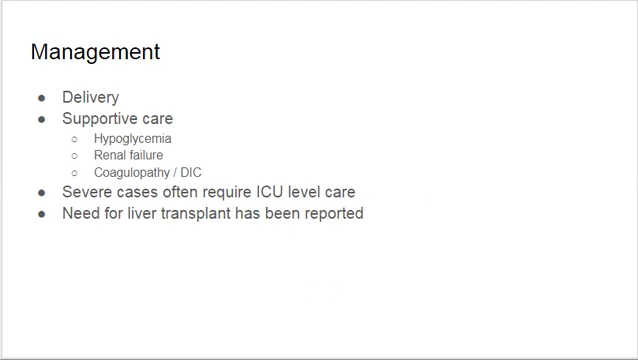 Management
● Delivery
● Supportive care
○ Hypoglycemia
○ Renal failure
○ Coagulopathy / DIC
● Severe cases often require ICU level care
● Need for liver transplant has been reported